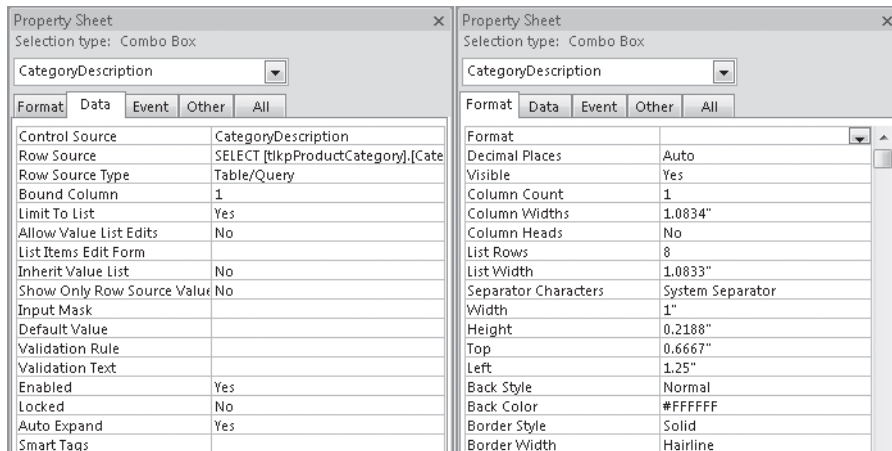 Property Sheet
Selection type: Combo Box
CategoryDescription
Format Data Event Other All
Control Source CategoryDescription
Row Source SELECT [tlkpProductCategory].[Cate
Row Source Type Table/Query
Bound Column 1
Limit To List Yes
Allow Value List Edits No
List Items Edit Form
Inherit Value List No
Show Only Row Source Value No
Input Mask
Default Value
Validation Rule
Validation Text
Enabled Yes
Locked No
Auto Expand Yes
Smart Tags
Property Sheet
Selection type: Combo Box
CategoryDescription
Format Data Event Other All
Format
Decimal Places Auto
Visible Yes
Column Count 1
Column Widths 1.0834"
Column Heads No
List Rows 8
List Width 1.0833"
Separator Characters System Separator
Width 1"
Height 0.2188"
Top 0.6667"
Left 1.25"
Back Style Normal
Back Color #FFFFFF
Border Style Solid
Border Width Hairline